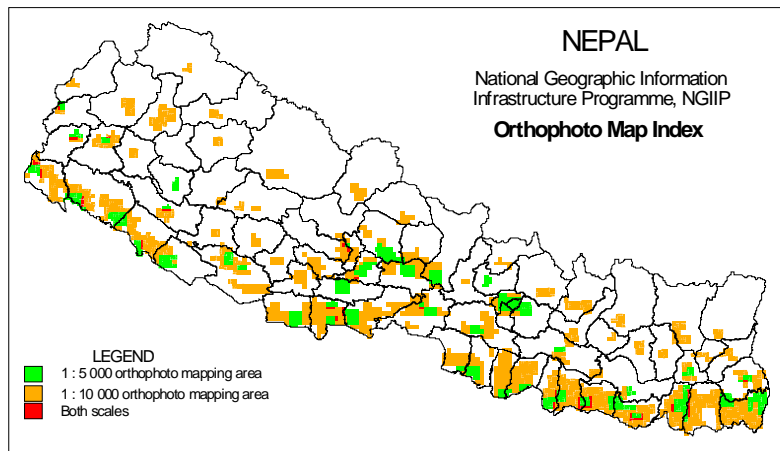 NEPAL
National Geographic Information
Infrastructure Programme, NGIIP
Orthophoto Map Index
LEGEND
1 : 5 000 orthophoto mapping area
1 : 10 000 orthophoto mapping area
Both scales